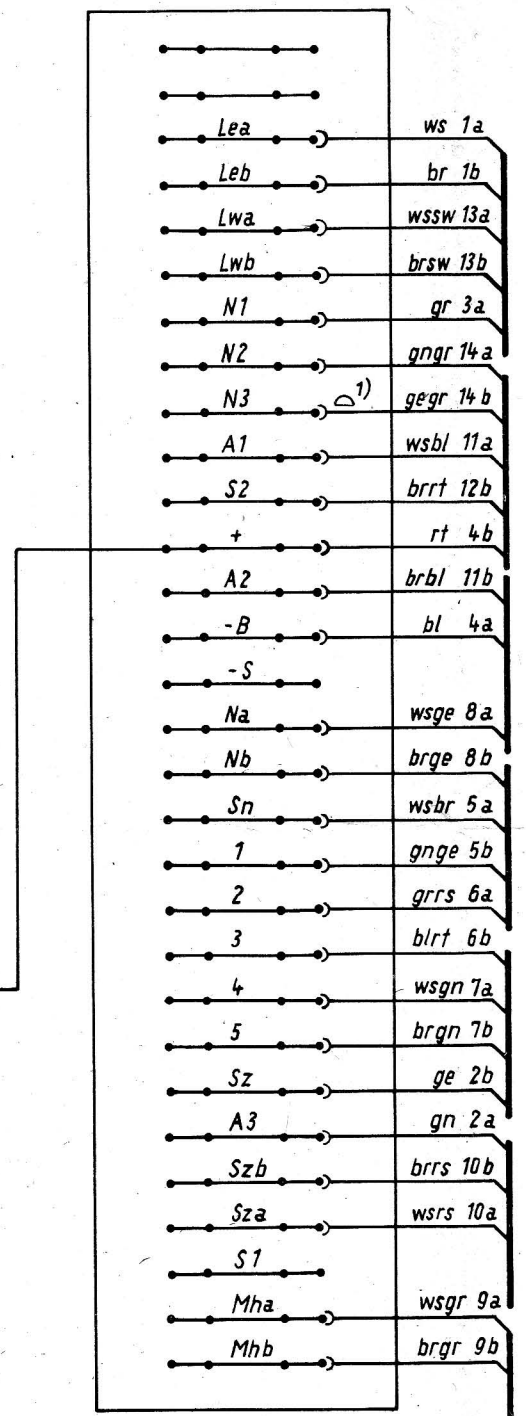 Lea ws 1a
Leb br 1b
Lwa wssw 13a
Lwb brsw 13b
N1 gr 3a
N2 gngr 14a
N3 1) gegr 14b
A1 wsbl 11a
S2 brrt 12b
+ rt 4b
A2 brbl 11b
-B bl 4a
-S
Na wsge 8a
Nb brge 8b
Sn wsbr 5a
1 gnge 5b
2 grrs 6a
3 blrt 6b
4 wsgn 7a
5 brgn 7b
Sz ge 2b
A3 gn 2a
Szb brrs 10b
Sza wsrs 10a
S1
Mha wsgr 9a
Mhb brgr 9b